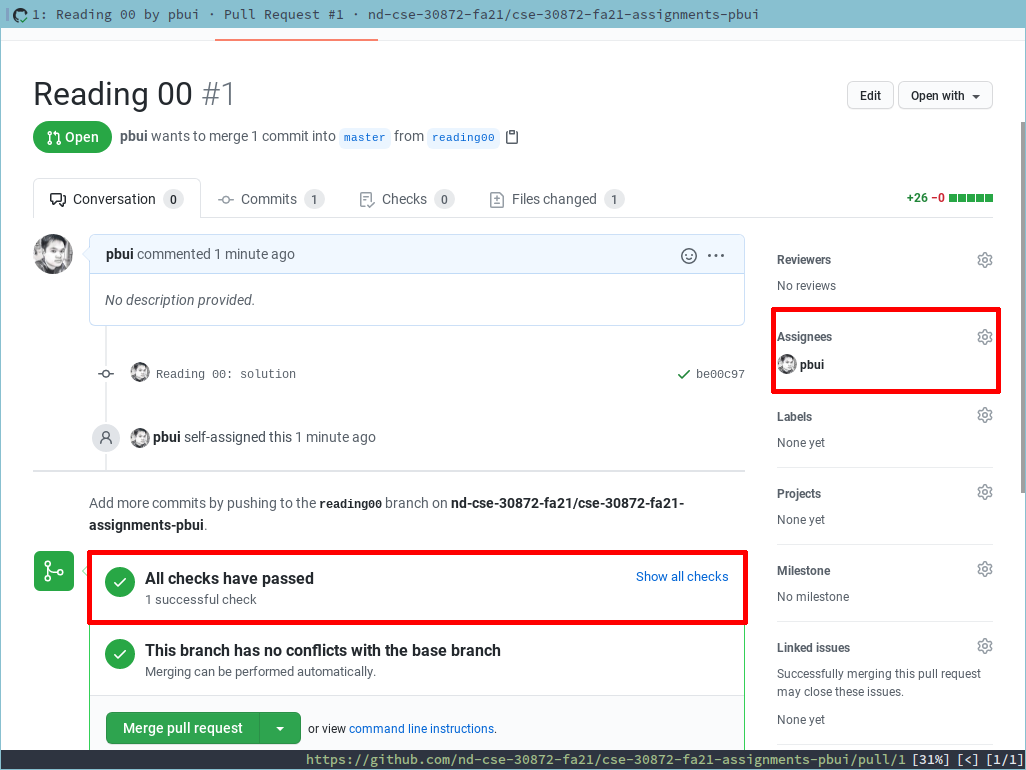 1: Reading 00 by pbui · Pull Request #1 · nd-cse-30872-fa21/cse-30872-fa21-assignments-pbui
Reading 00 #1
Edit
Open with
Open
pbui wants to merge 1 commit into master from reading00
Conversation 0
Commits 1
Checks 0
Files changed 1
+26 −0
pbui commented 1 minute ago
No description provided.
Reading 00: solution
be00c97
pbui self-assigned this 1 minute ago
Add more commits by pushing to the reading00 branch on nd-cse-30872-fa21/cse-30872-fa21-
assignments-pbui.
All checks have passed
Show all checks
1 successful check
This branch has no conflicts with the base branch
Merging can be performed automatically.
Merge pull request
or view command line instructions.
Reviewers
No reviews
Assignees
pbui
Labels
None yet
Projects
None yet
Milestone
No milestone
Linked issues
Successfully merging this pull request
may close these issues.
None yet
https://github.com/nd-cse-30872-fa21/cse-30872-fa21-assignments-pbui/pull/1 [31%] [<] [1/1]